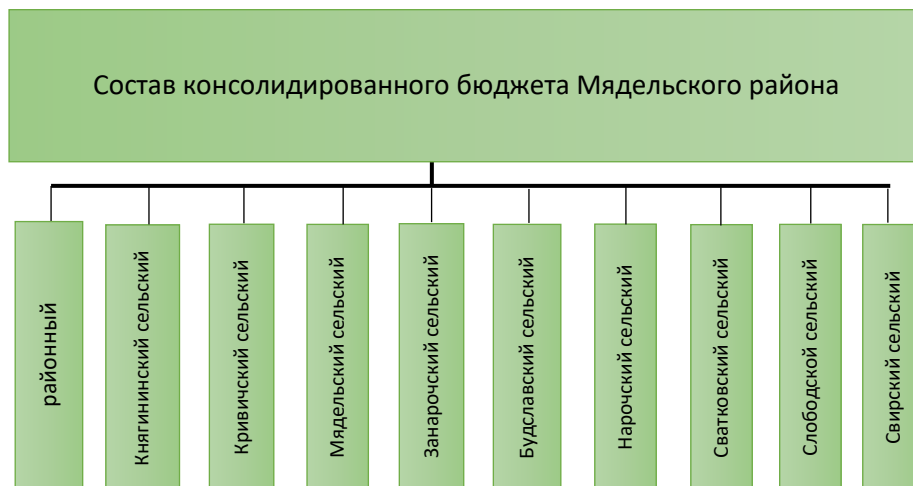 Состав консолидированного бюджета Мядельского района
районный
Княгининский сельский
Кривичский сельский
Мядельский сельский
Занарочский сельский
Будславский сельский
Нарочский сельский
Сватковский сельский
Слободской сельский
Свирский сельский